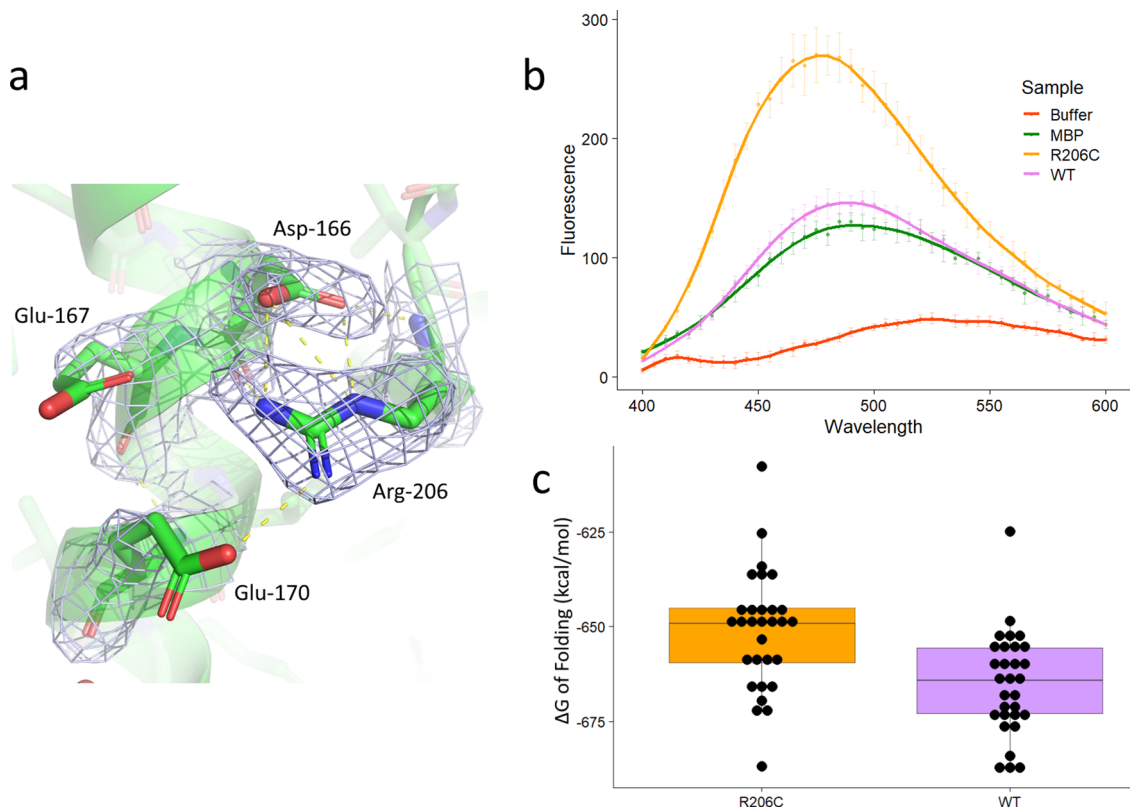 a
Asp-166
Glu-167
Arg-206
Glu-170
b
300
200
100
0
Fluorescence
400
450
500
550
600
Wavelength
Sample
Buffer
MBP
R206C
WT
c
-625
-650
-675
ΔG of Folding (kcal/mol)
R206C
WT